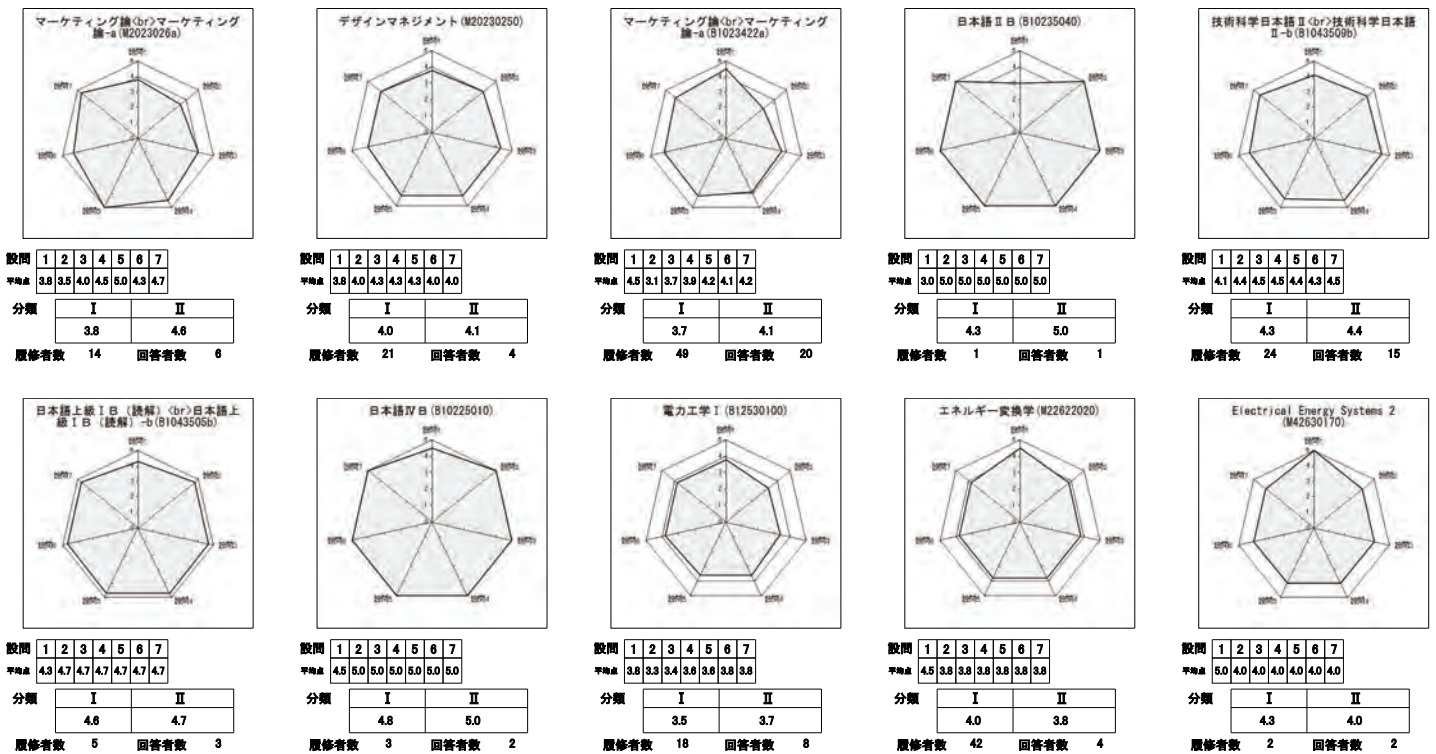 マーケティング論<br>マーケティング
論-a(M2023026a)
設問 1 2 3 4 5 6 7
平均点 3.8 3.5 4.0 4.5 5.0 4.3 4.7
分類 Ⅰ Ⅱ
3.8 4.6
履修者数 14 回答者数 6
デザインマネジメント(M20230250)
設問 1 2 3 4 5 6 7
平均点 3.8 4.0 4.3 4.3 4.3 4.0 4.0
分類 Ⅰ Ⅱ
4.0 4.1
履修者数 21 回答者数 4
マーケティング論<br>マーケティング
論-a(B1023422a)
設問 1 2 3 4 5 6 7
平均点 4.5 3.1 3.7 3.9 4.2 4.1 4.2
分類 Ⅰ Ⅱ
3.7 4.1
履修者数 49 回答者数 20
日本語ⅡB(B10235040)
設問 1 2 3 4 5 6 7
平均点 3.0 5.0 5.0 5.0 5.0 5.0 5.0
分類 Ⅰ Ⅱ
4.3 5.0
履修者数 1 回答者数 1
技術科学日本語Ⅱ<br>技術科学日本語
Ⅱ-b(B1043509b)
設問 1 2 3 4 5 6 7
平均点 4.1 4.4 4.5 4.5 4.4 4.3 4.5
分類 Ⅰ Ⅱ
4.3 4.4
履修者数 24 回答者数 15
日本語上級ⅠB(読解)<br>日本語上
級ⅠB(読解)-b(B1043505b)
設問 1 2 3 4 5 6 7
平均点 4.3 4.7 4.7 4.7 4.7 4.7 4.7
分類 Ⅰ Ⅱ
4.6 4.7
履修者数 5 回答者数 3
日本語ⅣB(B10225010)
設問 1 2 3 4 5 6 7
平均点 4.5 5.0 5.0 5.0 5.0 5.0 5.0
分類 Ⅰ Ⅱ
4.8 5.0
履修者数 3 回答者数 2
電力工学Ⅰ(B12530100)
設問 1 2 3 4 5 6 7
平均点 3.8 3.3 3.4 3.6 3.6 3.8 3.8
分類 Ⅰ Ⅱ
3.5 3.7
履修者数 18 回答者数 8
エネルギー変換学(M22622020)
設問 1 2 3 4 5 6 7
平均点 4.5 3.8 3.8 3.8 3.8 3.8 3.8
分類 Ⅰ Ⅱ
4.0 3.8
履修者数 42 回答者数 4
Electrical Energy Systems 2
(M42630170)
設問 1 2 3 4 5 6 7
平均点 5.0 4.0 4.0 4.0 4.0 4.0 4.0
分類 Ⅰ Ⅱ
4.3 4.0
履修者数 2 回答者数 2